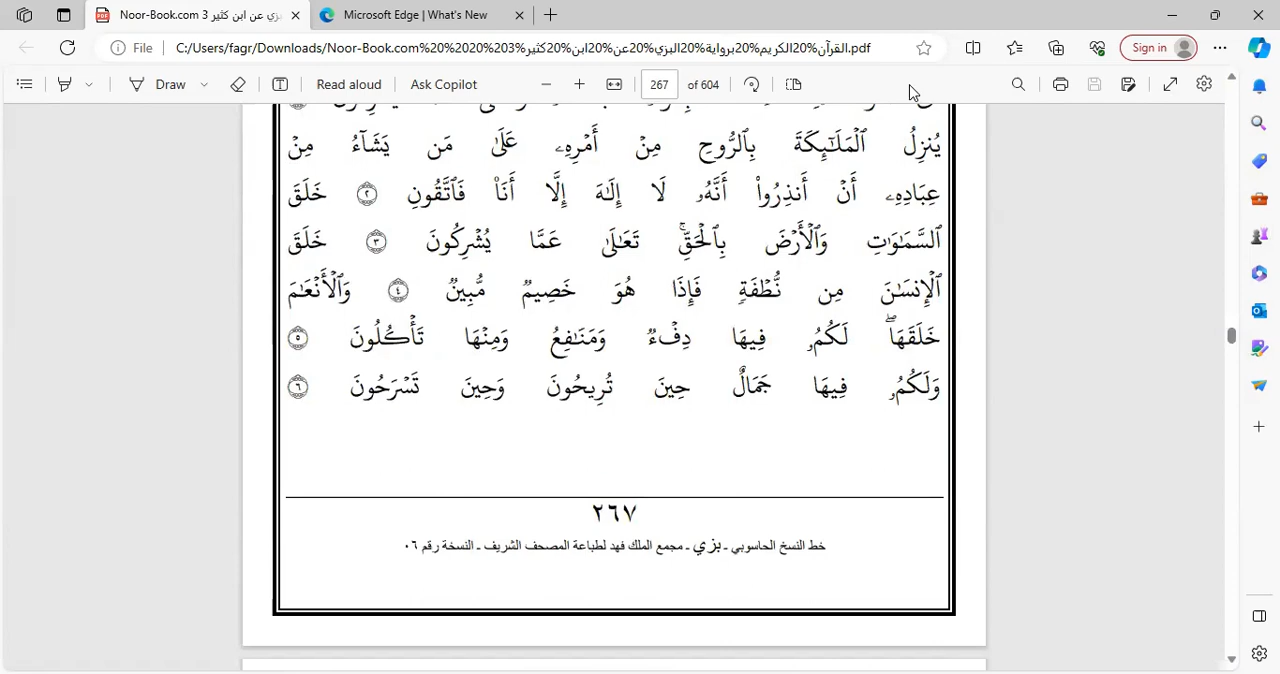 زي عن ابن كثير 3 Noor-Book.com
Microsoft Edge | What's New
File
C:/Users/fagr/Downloads/Noor-Book.com%20%2020%203%القرآن%20الكريم%20برواية%20البزي%20عن%20ابن%20كثير.pdf
Sign in
Draw
Read aloud
Ask Copilot
267 of 604
يُنزِلُ ٱلْمَلَٰٓئِكَةَ بِٱلرُّوحِ مِنْ أَمْرِهِۦ عَلَىٰ مَن يَشَآءُ مِنْ
عِبَادِهِۦ أَنْ أَنذِرُوا۟ أَنَّهُۥ لَا إِلَٰهَ إِلَّا أَنَا۠ فَٱتَّقُونِ ٢ خَلَقَ
ٱلسَّمَٰوَٰتِ وَٱلْأَرْضَ بِٱلْحَقِّۚ تَعَٰلَىٰ عَمَّا يُشْرِكُونَ ٣ خَلَقَ
ٱلْإِنسَٰنَ مِن نُّطْفَةٍ فَإِذَا هُوَ خَصِيمٌ مُّبِينٌ ٤ وَٱلْأَنْعَٰمَ
خَلَقَهَاۖ لَكُمُۥ فِيهَا دِفْءٌ وَمَنَٰفِعُ وَمِنْهَا تَأْكُلُونَ ٥
وَلَكُمُۥ فِيهَا جَمَالٌ حِينَ تُرِيحُونَ وَحِينَ تَسْرَحُونَ ٦
٢٦٧
خط النسخ الحاسوبي ـ بزي ـ مجمع الملك فهد لطباعة المصحف الشريف ـ النسخة رقم ٠٦